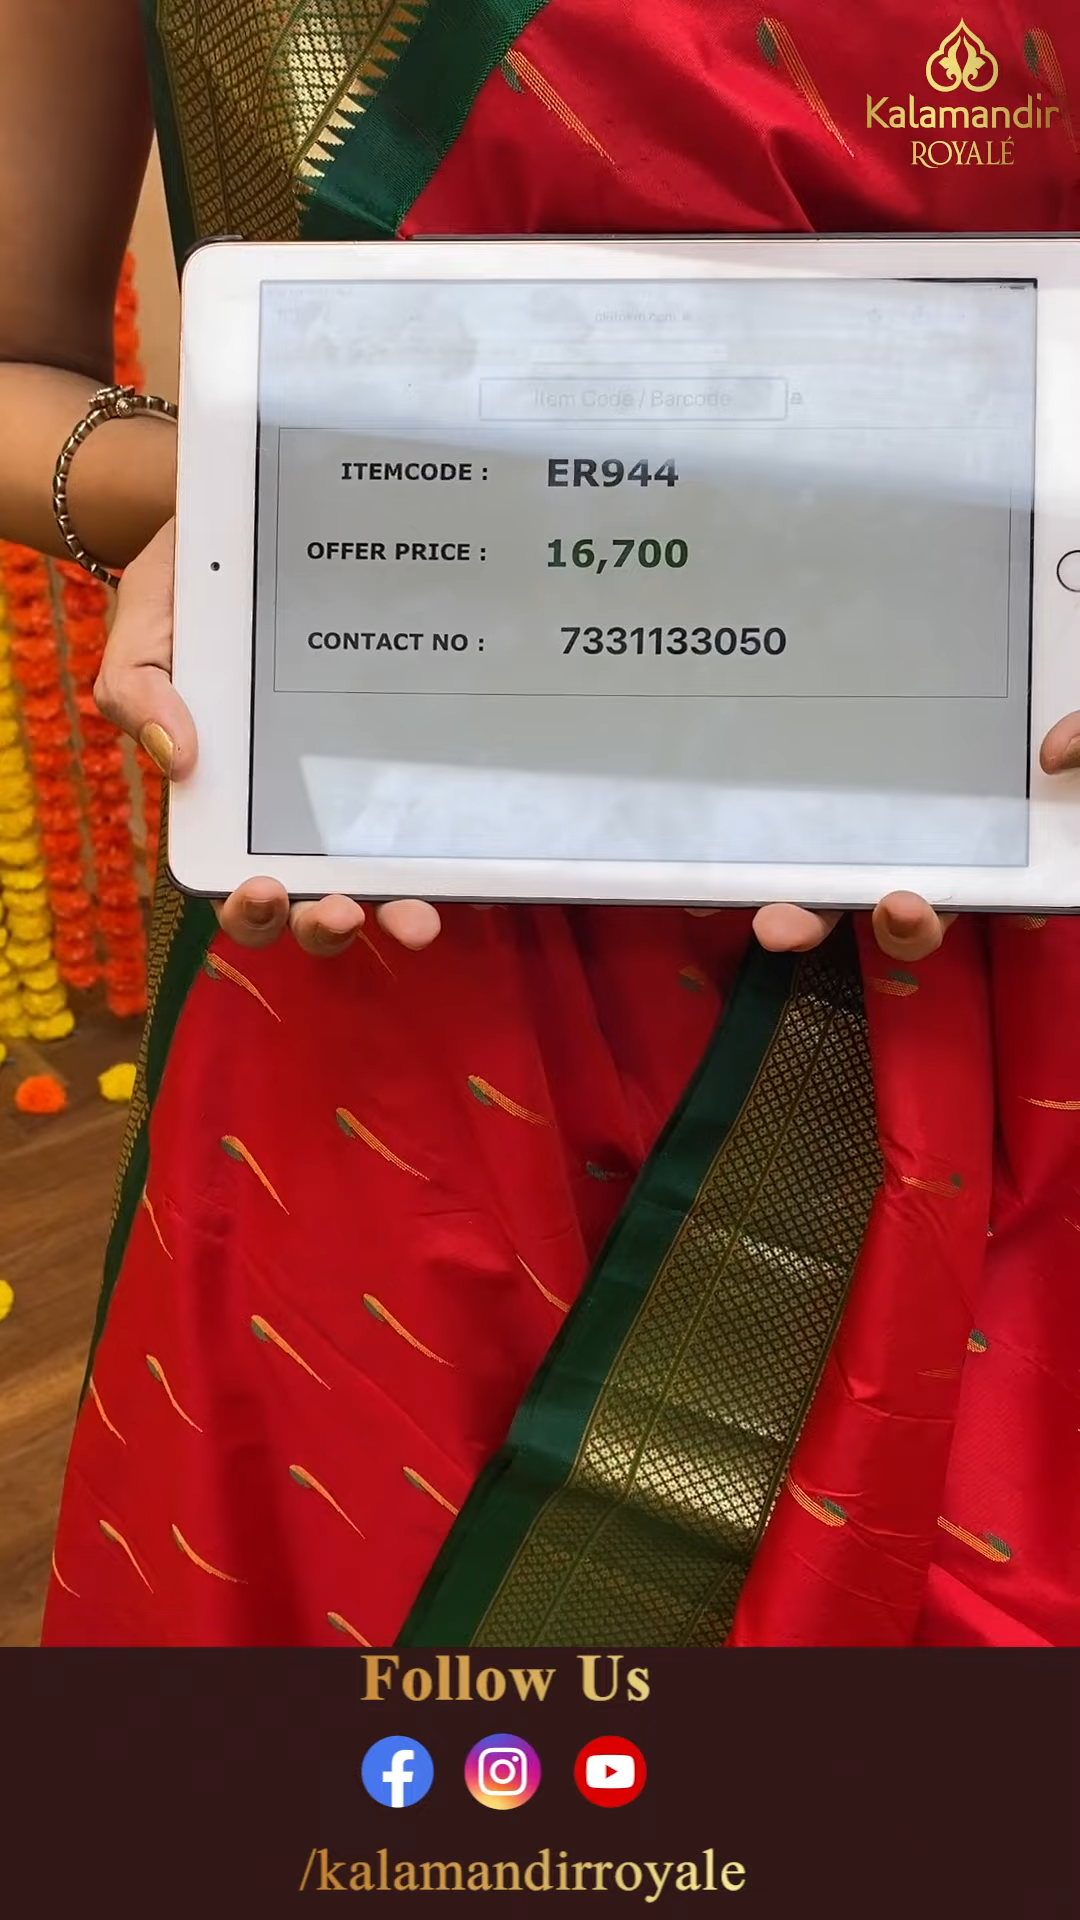 Kalamandir
ROYALÉ
Item Code / Barcode
ITEMCODE : ER944
OFFER PRICE : 16,700
CONTACT NO : 7331133050
Follow Us
/kalamandirroyale